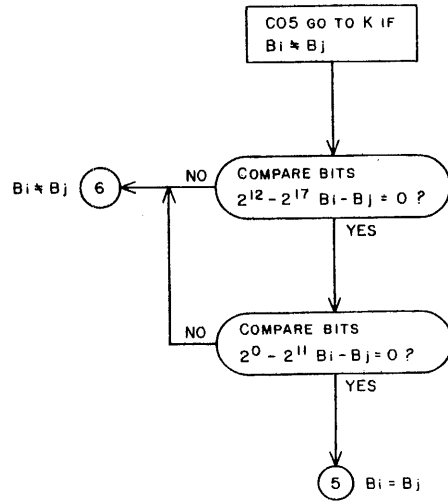 CO5 GO TO K IF
Bi ≠ Bj
NO
COMPARE BITS
2¹² – 2¹⁷ Bi – Bj = 0 ?
Bi ≠ Bj 6
YES
NO
COMPARE BITS
2⁰ – 2¹¹ Bi – Bj = 0 ?
YES
5 Bi = Bj